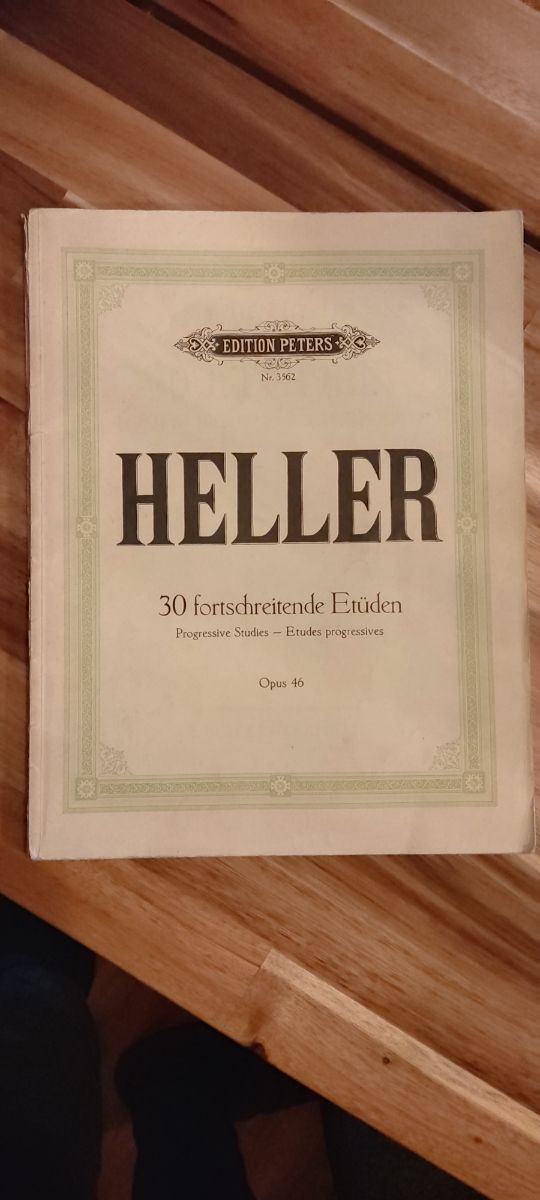 EDITION PETERS
Nr. 3562
HELLER
30 fortschreitende Etüden
Progressive Studies – Etudes progressives
Opus 46